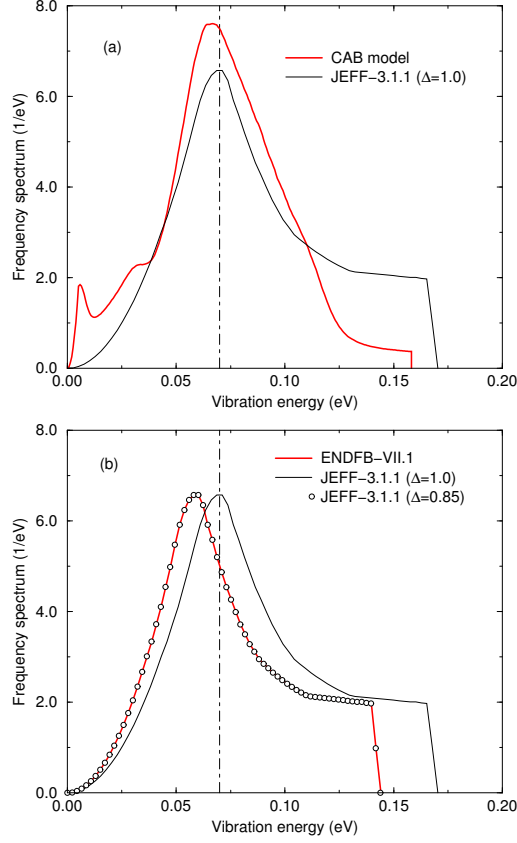 8.0
6.0
4.0
2.0
0.0
Frequency spectrum (1/eV)
(a)
CAB model
JEFF−3.1.1 (Δ=1.0)
0.00
0.05
0.10
0.15
0.20
Vibration energy (eV)
8.0
6.0
4.0
2.0
0.0
Frequency spectrum (1/eV)
(b)
ENDFB−VII.1
JEFF−3.1.1 (Δ=1.0)
JEFF−3.1.1 (Δ=0.85)
0.00
0.05
0.10
0.15
0.20
Vibration energy (eV)